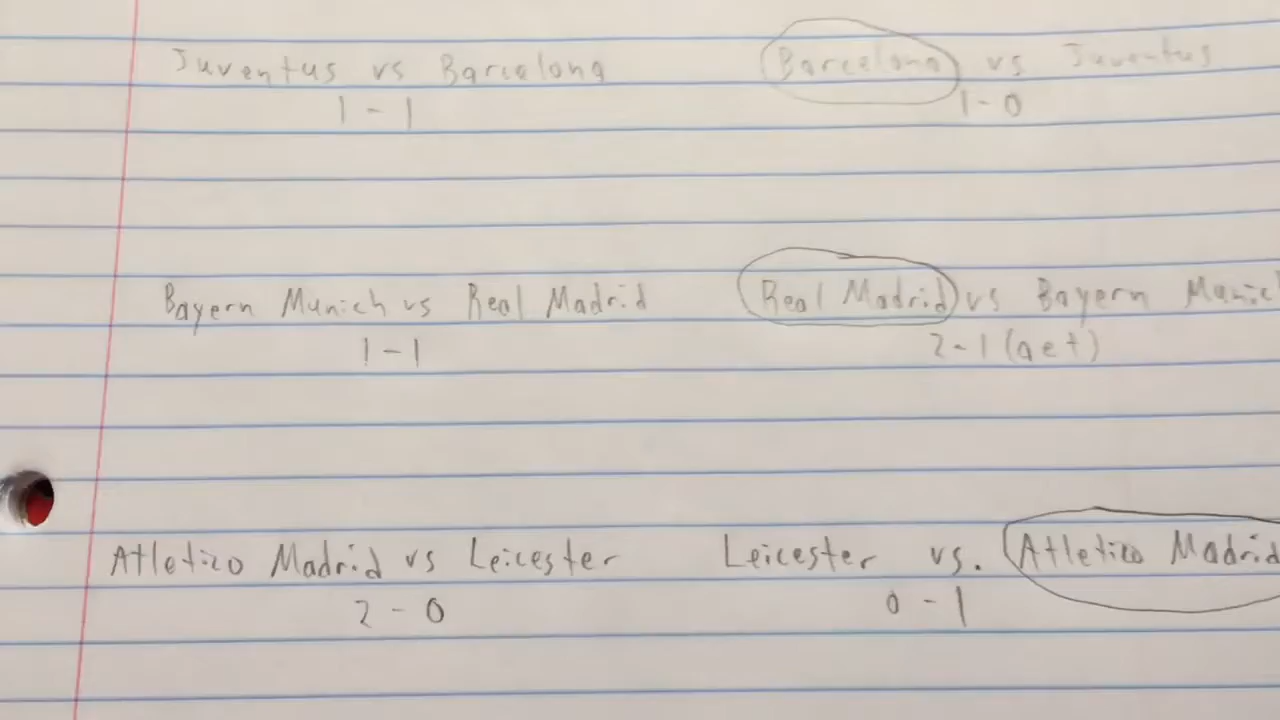 Juventus vs Barcelona Barcelona vs Juventus
1 - 1 1 - 0
Bayern Munich vs Real Madrid Real Madrid vs Bayern Munic
1 - 1 2 - 1 (aet)
Atletico Madrid vs Leicester Leicester vs. Atletico Madrid
2 - 0 0 - 1